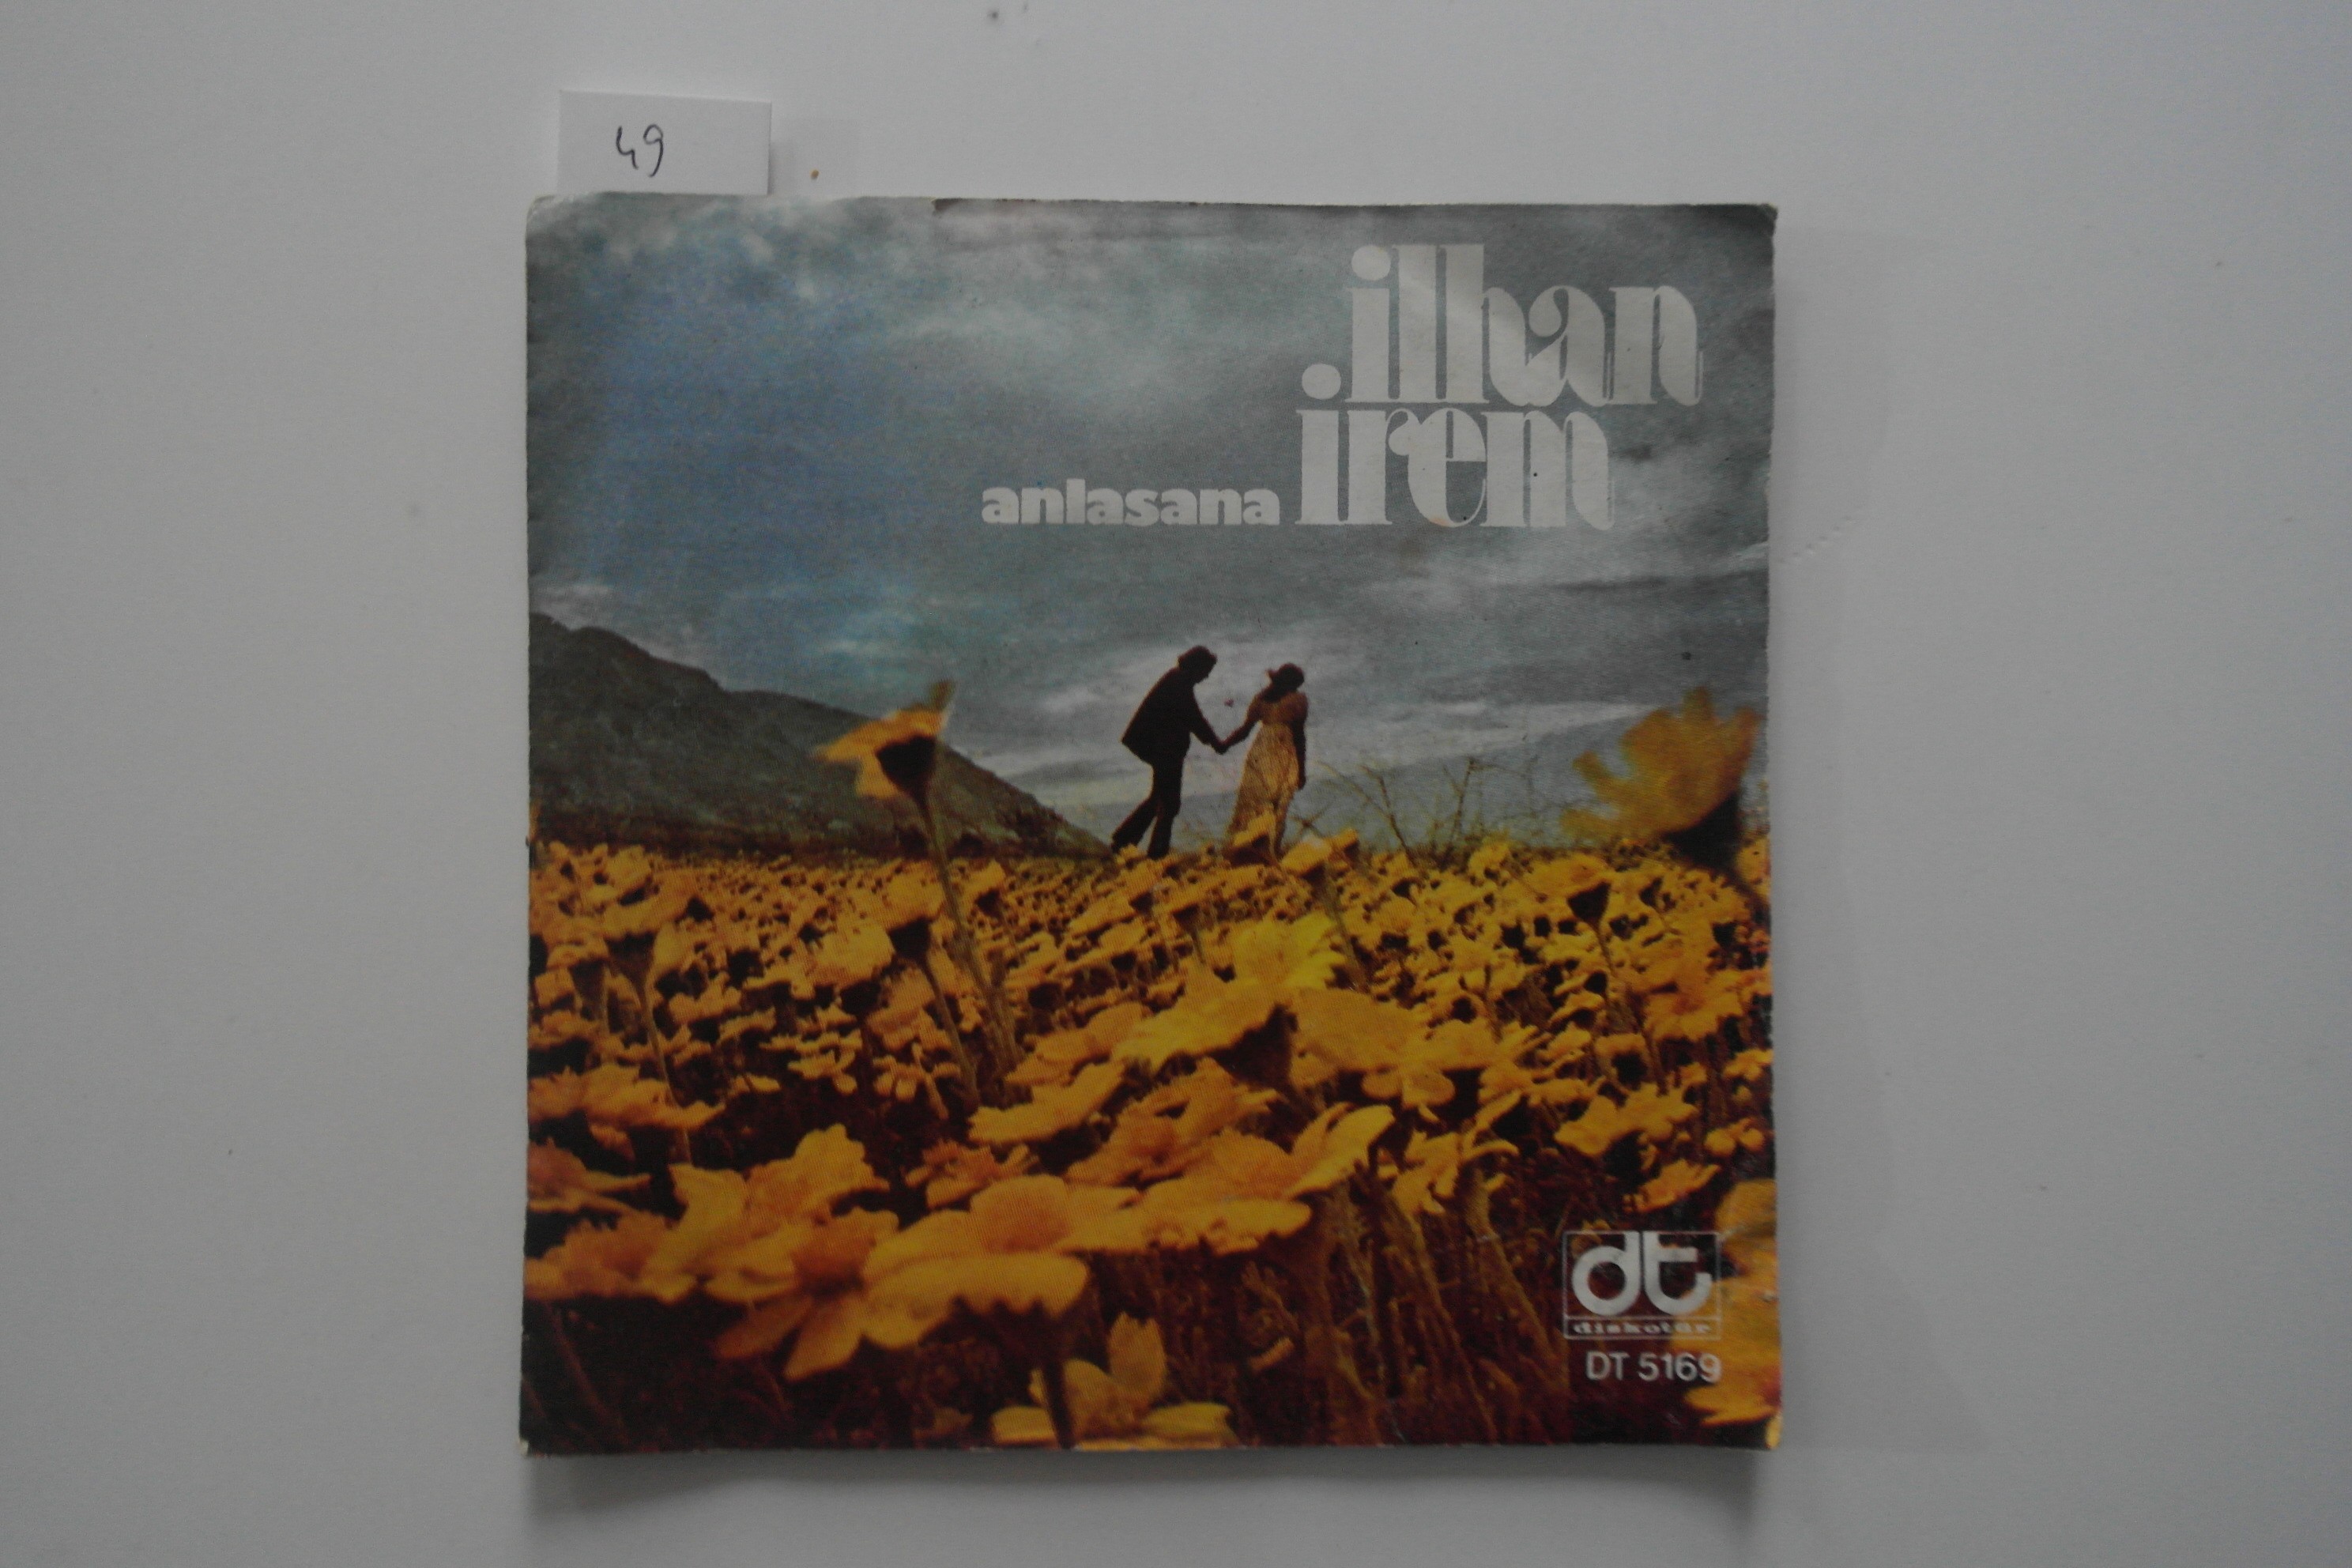 49
ilhan
irem
anlasana
dt
diskotür
DT 5169